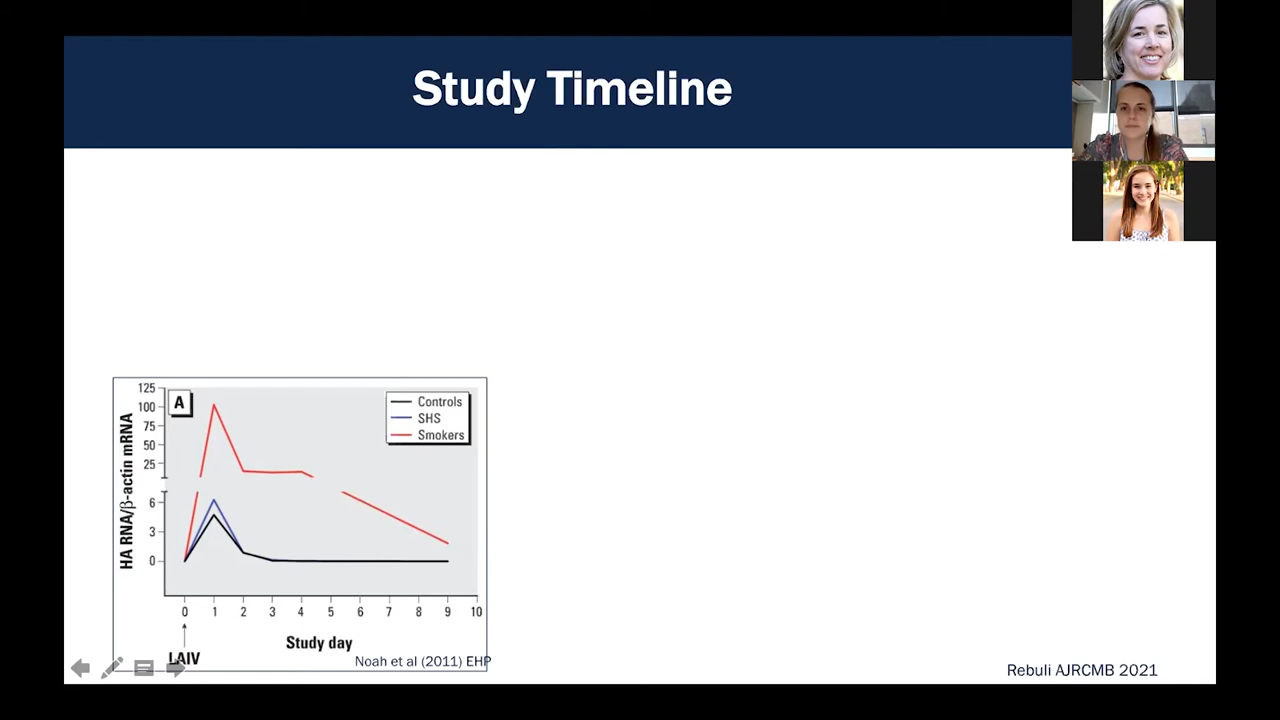 Study Timeline
125
100
75
50
25
6
3
0
HA RNA/β-actin mRNA
A
Controls
SHS
Smokers
0 1 2 3 4 5 6 7 8 9 10
Study day
LAIV
Noah et al (2011) EHP
Rebuli AJRCMB 2021